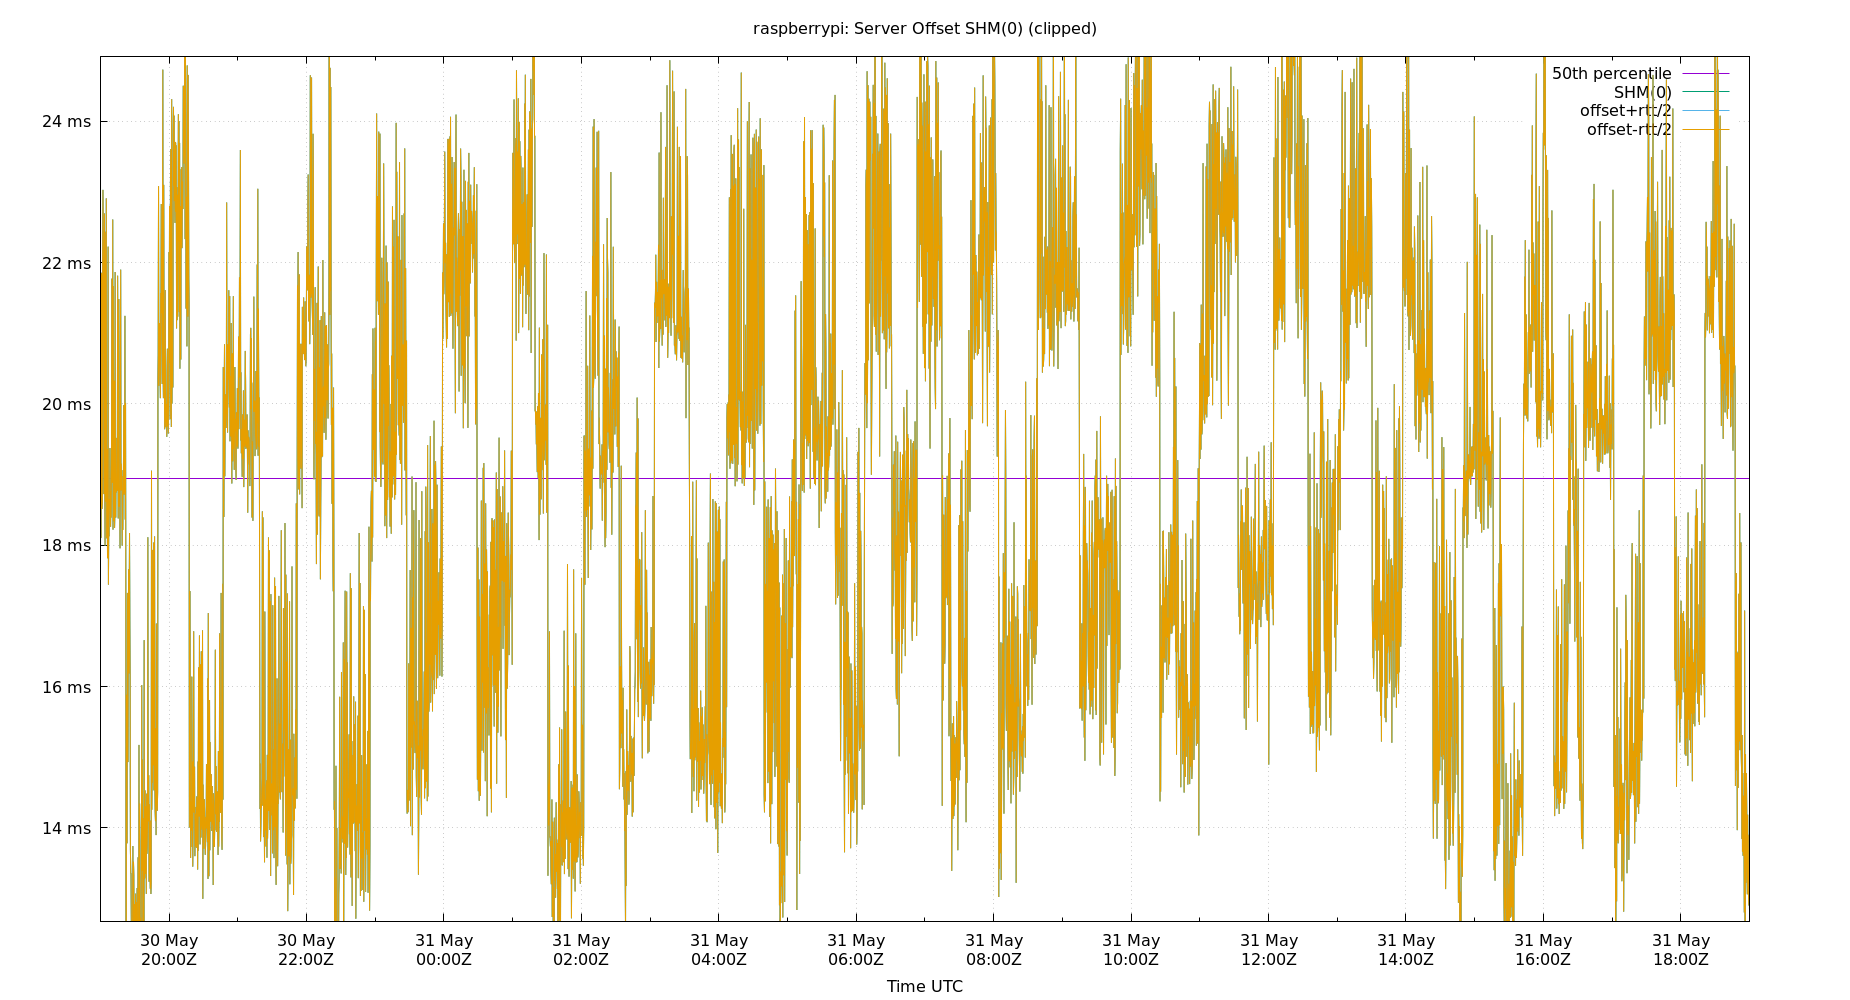 raspberrypi: Server Offset SHM(0) (clipped)
50th percentile
SHM(0)
offset+rtt/2
offset-rtt/2
24 ms
22 ms
20 ms
18 ms
16 ms
14 ms
30 May 30 May 31 May 31 May 31 May 31 May 31 May 31 May 31 May 31 May 31 May 31 May
20:00Z 22:00Z 00:00Z 02:00Z 04:00Z 06:00Z 08:00Z 10:00Z 12:00Z 14:00Z 16:00Z 18:00Z
Time UTC